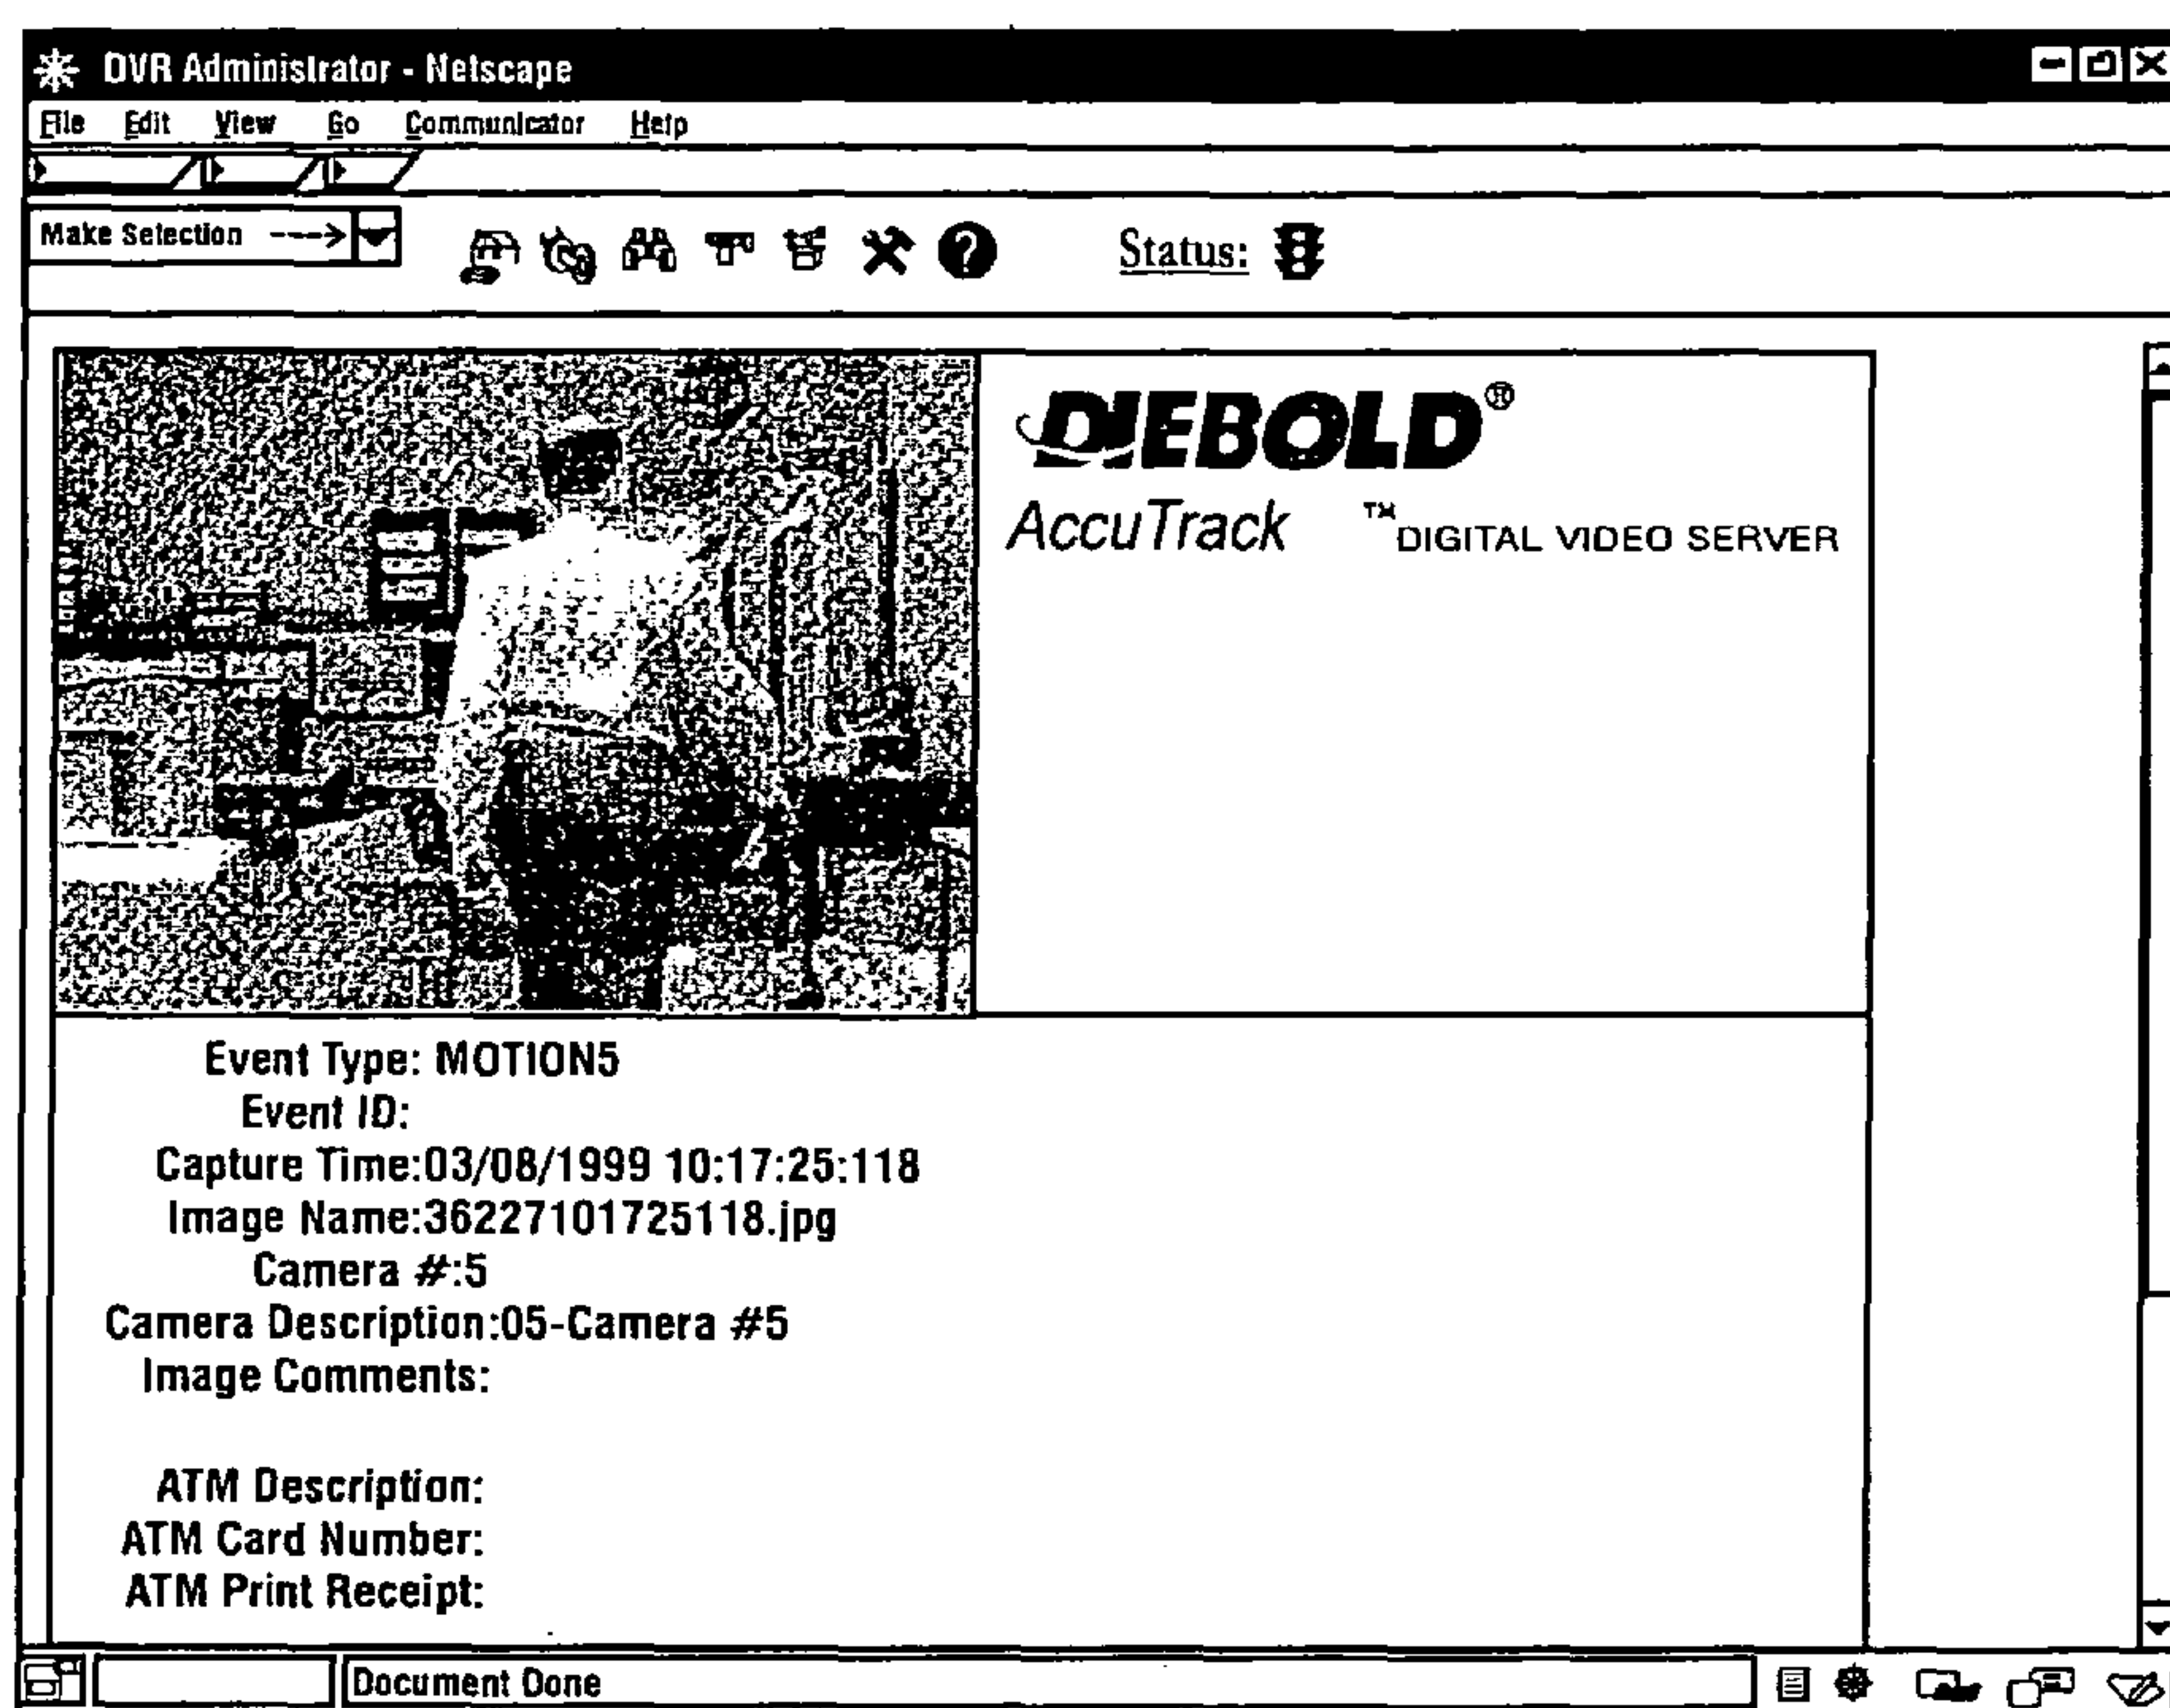 DVR Administrator - Netscape
File Edit View Go Communicator Help
Make Selection ---->
? Status:
DIEBOLD®
AccuTrack ™ DIGITAL VIDEO SERVER
Event Type: MOTION5
Event ID:
Capture Time:03/08/1999 10:17:25:118
Image Name:36227101725118.jpg
Camera #:5
Camera Description:05-Camera #5
Image Comments:
ATM Description:
ATM Card Number:
ATM Print Receipt:
Document Done